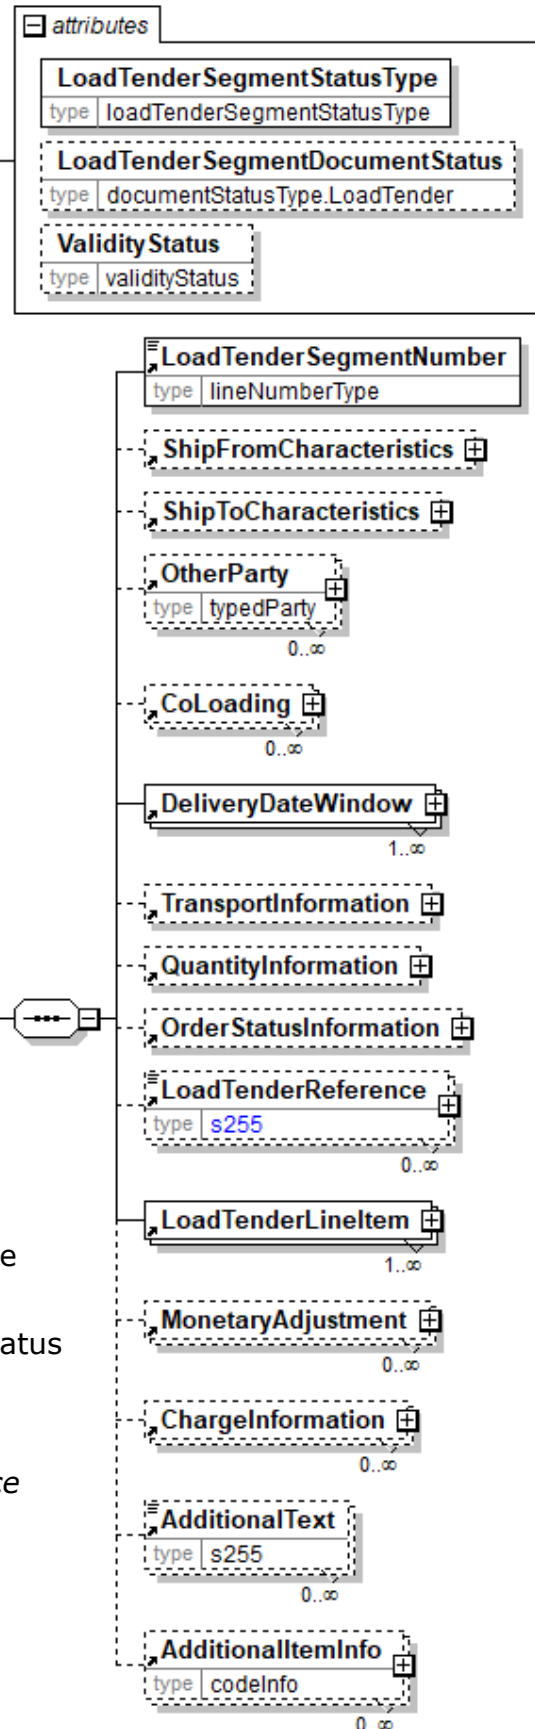 attributes
LoadTenderSegmentStatusType
type loadTenderSegmentStatusType
LoadTenderSegmentDocumentStatus
type documentStatusType.LoadTender
ValidityStatus
type validityStatus
LoadTenderSegmentNumber
type lineNumberType
ShipFromCharacteristics
ShipToCharacteristics
OtherParty
type typedParty
0..∞
CoLoading
0..∞
DeliveryDateWindow
1..∞
TransportInformation
QuantityInformation
OrderStatusInformation
LoadTenderReference
type s255
0..∞
LoadTenderLineItem
e
1..∞
MonetaryAdjustment
atus
0..∞
ChargeInformation
0..∞
ce
AdditionalText
type s255
0..∞
AdditionalItemInfo
type codeInfo
0..∞